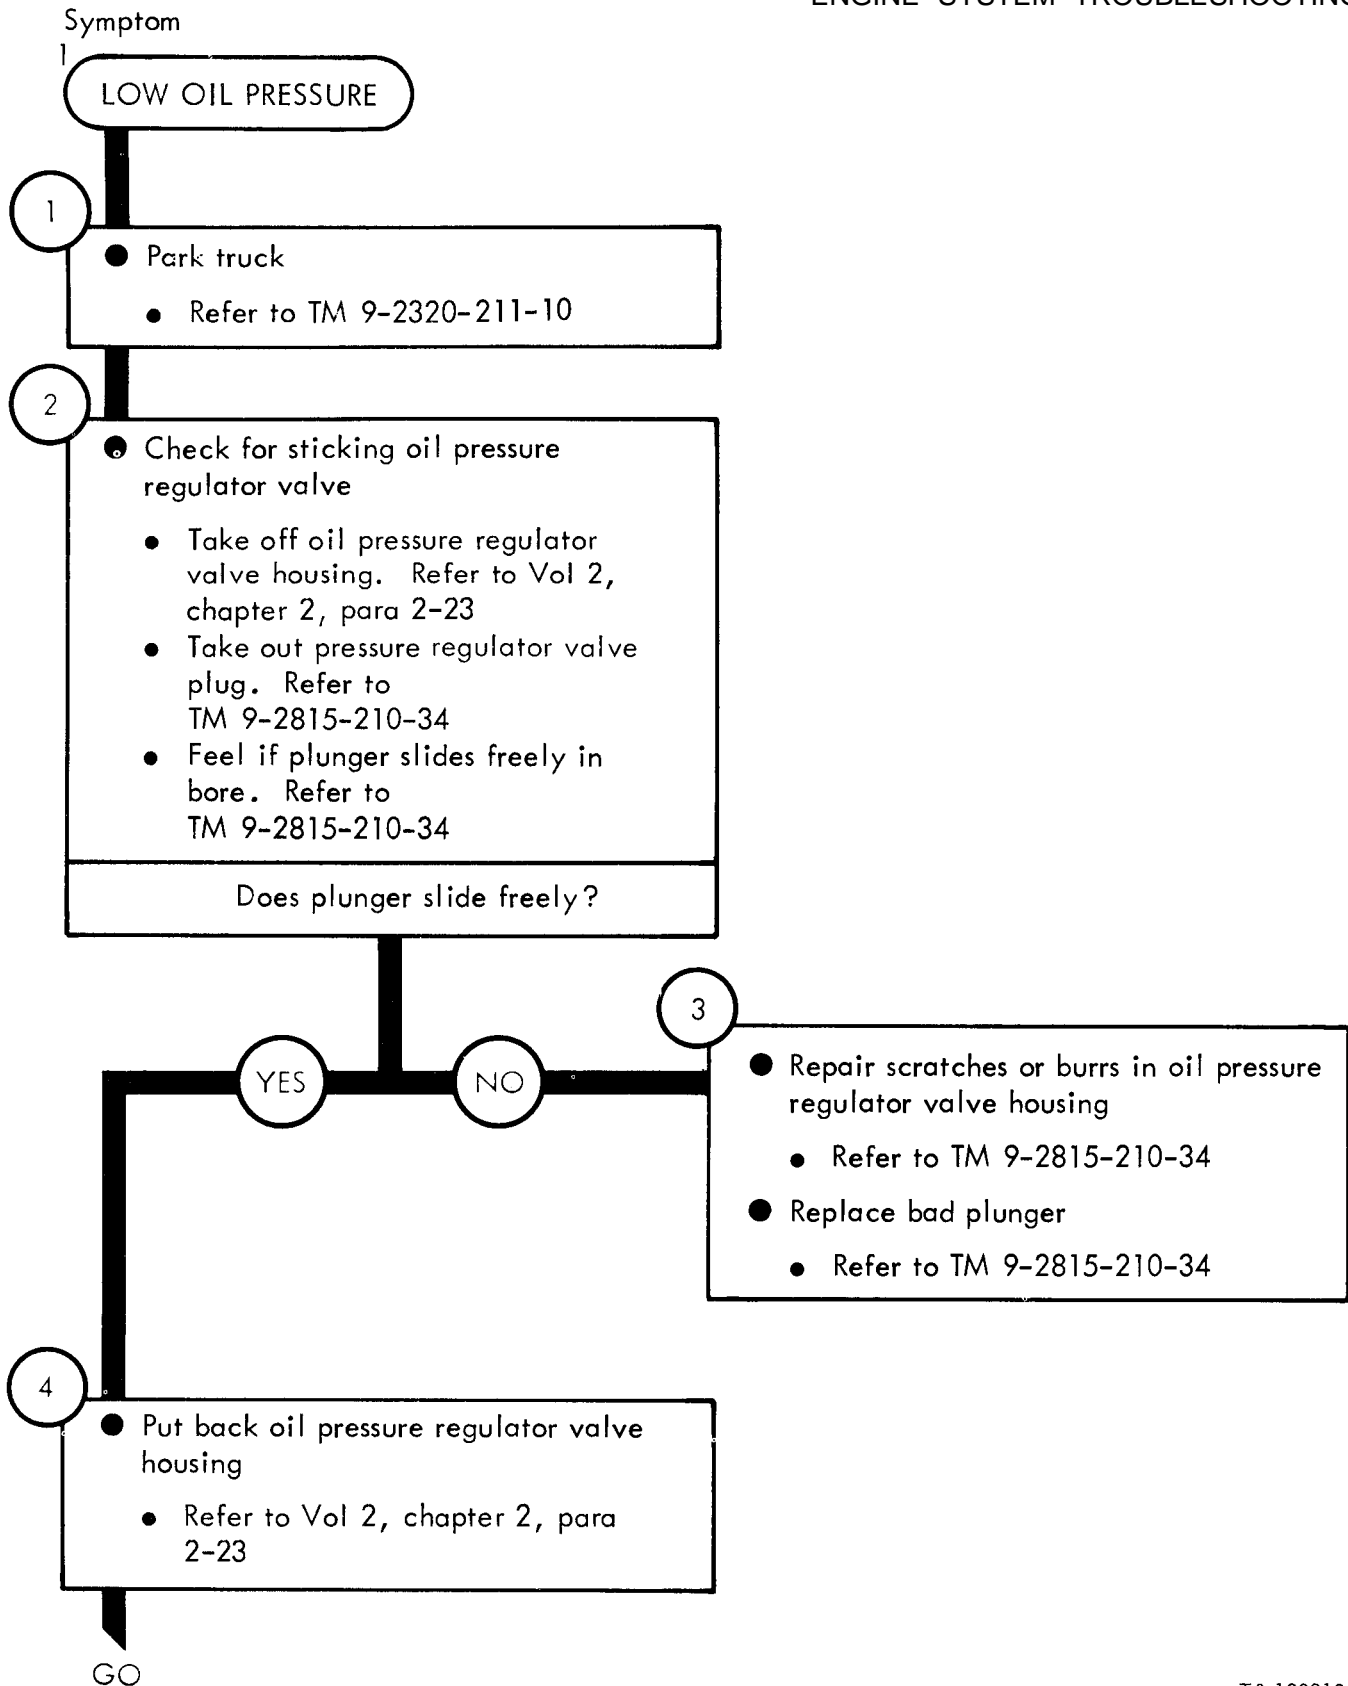 ENGINE SYSTEM TROUBLESHOOTING
Symptom
1
LOW OIL PRESSURE
1
● Park truck
● Refer to TM 9-2320-211-10
2
● Check for sticking oil pressure
regulator valve
● Take off oil pressure regulator
valve housing. Refer to Vol 2,
chapter 2, para 2-23
● Take out pressure regulator valve
plug. Refer to
TM 9-2815-210-34
● Feel if plunger slides freely in
bore. Refer to
TM 9-2815-210-34
Does plunger slide freely?
YES
NO
3
● Repair scratches or burrs in oil pressure
regulator valve housing
● Refer to TM 9-2815-210-34
● Replace bad plunger
● Refer to TM 9-2815-210-34
4
● Put back oil pressure regulator valve
housing
● Refer to Vol 2, chapter 2, para
2-23
GO